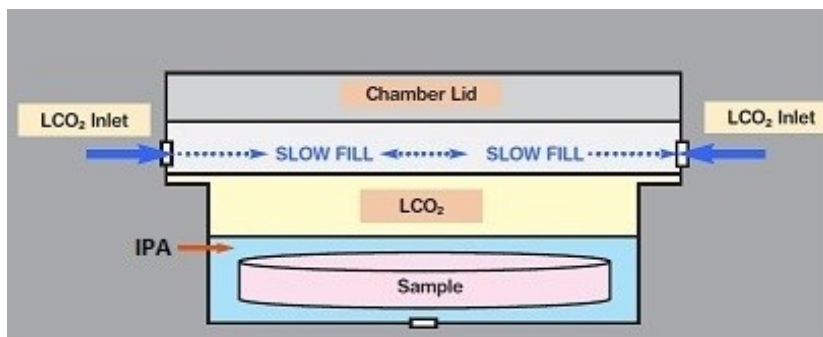 Chamber Lid
LCO₂ Inlet
LCO₂ Inlet
SLOW FILL
SLOW FILL
LCO₂
IPA
Sample